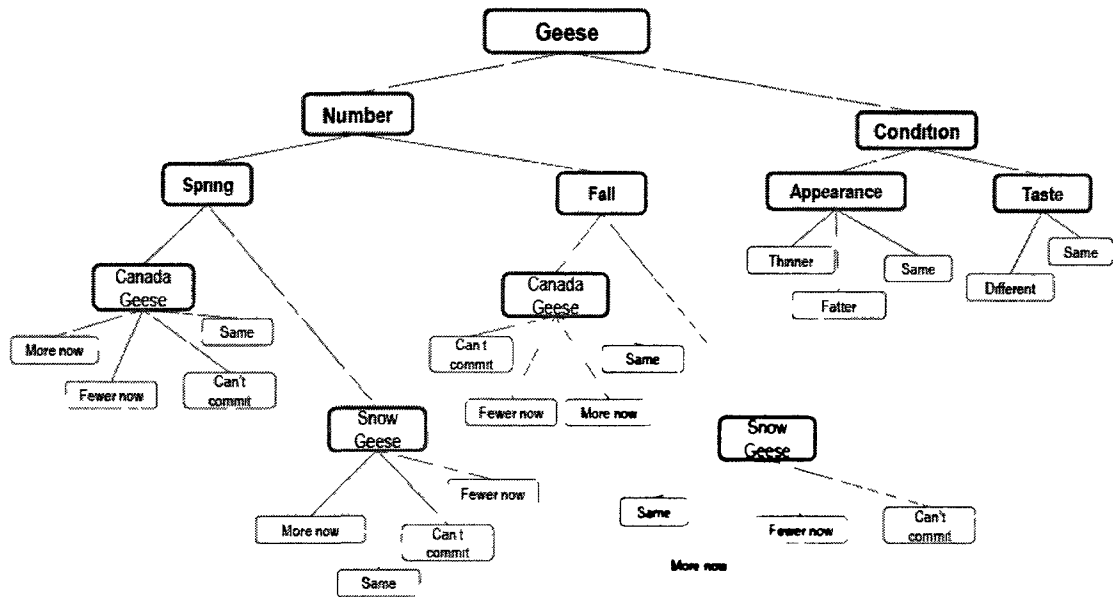 Geese
Number
Condition
Spring
Fall
Appearance
Taste
Canada
Geese
Canada
Geese
Thinner
Same
Same
Different
Fatter
More now
Same
Fewer now
Can't
commit
Can't
commit
Same
Fewer now
More now
Snow
Geese
Snow
Geese
More now
Can't
commit
Fewer now
Same
Same
Fewer now
Can't
commit
More now